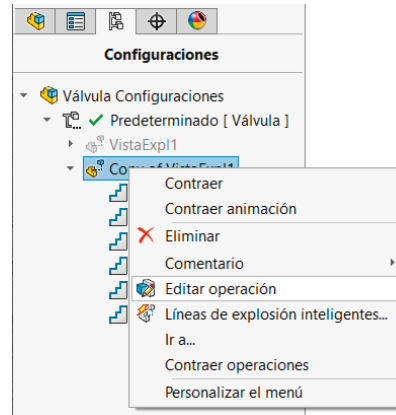 Configuraciones
Válvula Configuraciones
Predeterminado [ Válvula ]
VistaExpl1
Copy of VistaExpl1
Contraer
Contraer animación
Eliminar
Comentario
Editar operación
Líneas de explosión inteligentes...
Ir a...
Contraer operaciones
Personalizar el menú